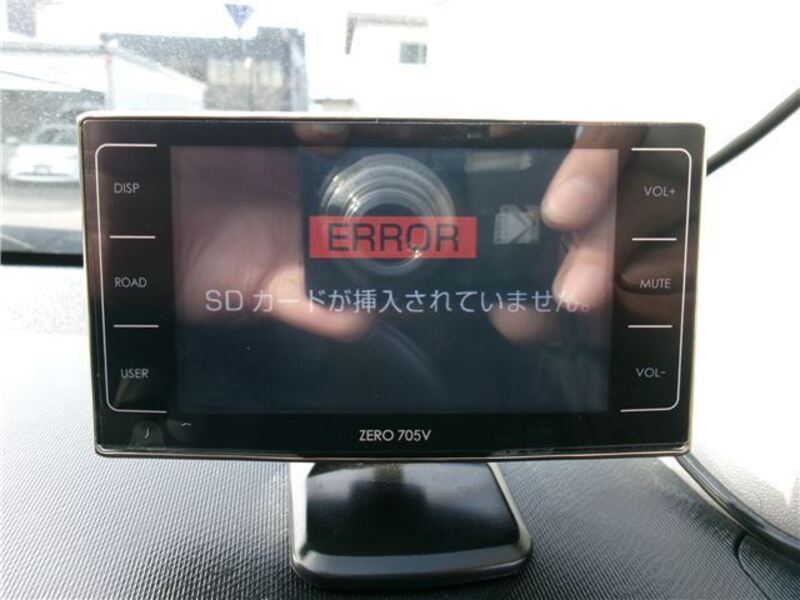 DISP
VOL+
ERROR
ROAD
MUTE
SDカードが挿入されていません。
USER
VOL-
ZERO 705V